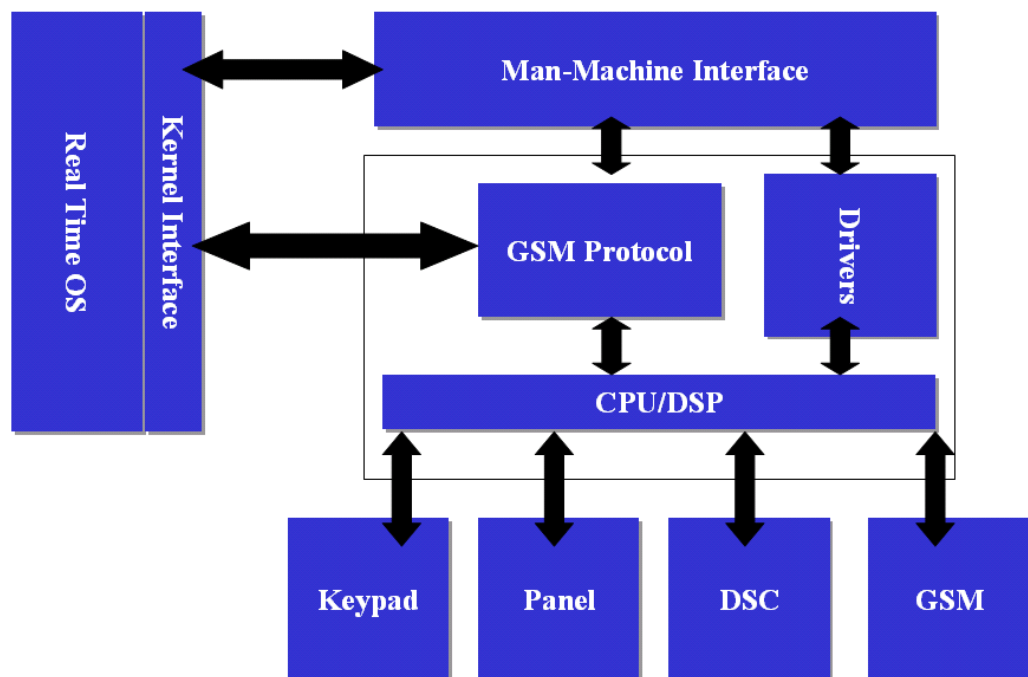 Real Time OS
Kernel Interface
Man-Machine Interface
GSM Protocol
Drivers
CPU/DSP
Keypad
Panel
DSC
GSM